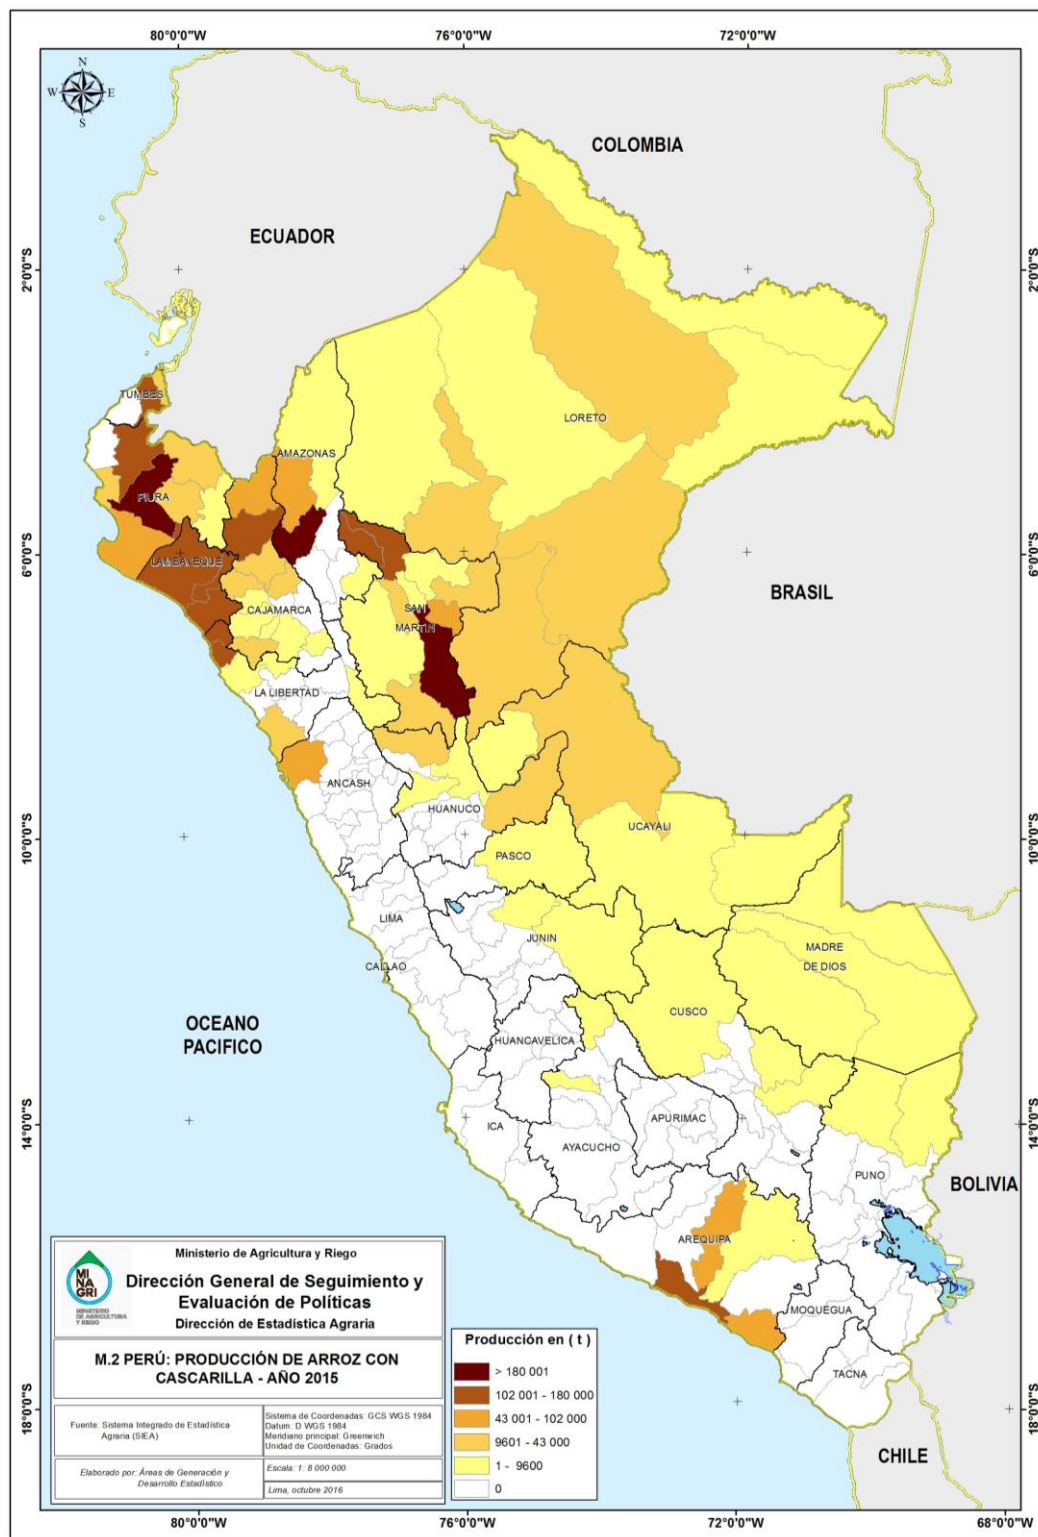 80°0'0"W 76°0'0"W 72°0'0"W
N
W E
S
COLOMBIA
ECUADOR
2°0'0"S 2°0'0"S
TUMBES
LORETO
AMAZONAS
PIURA
LAMBAYEQUE
6°0'0"S 6°0'0"S
BRASIL
CAJAMARCA
SAN
MARTIN
LA LIBERTAD
ANCASH
HUANUCO
UCAYALI
10°0'0"S 10°0'0"S
PASCO
LIMA
JUNIN
MADRE
DE DIOS
CALLAO
CUSCO
OCEANO
PACIFICO
HUANCAVELICA
14°0'0"S 14°0'0"S
ICA
APURIMAC
AYACUCHO
PUNO
BOLIVIA
AREQUIPA
MOQUEGUA
TACNA
18°0'0"S 18°0'0"S
CHILE
MI
NA
GRI
MINISTERIO
DE AGRICULTURA
Y RIEGO
Ministerio de Agricultura y Riego
Dirección General de Seguimiento y
Evaluación de Políticas
Dirección de Estadística Agraria
M.2 PERÚ: PRODUCCIÓN DE ARROZ CON
CASCARILLA - AÑO 2015
Fuente: Sistema Integrado de Estadística
Agraria (SIEA)
Sistema de Coordenadas: GCS WGS 1984
Datum: D WGS 1984
Meridiano principal: Greenwich
Unidad de Coordenadas: Grados
Elaborado por: Áreas de Generación y
Desarrollo Estadístico
Escala: 1: 8 000 000
Lima, octubre 2016
Producción en ( t )
> 180 001
102 001 - 180 000
43 001 - 102 000
9601 - 43 000
1 - 9600
0
80°0'0"W 76°0'0"W 72°0'0"W 68°0'0"W